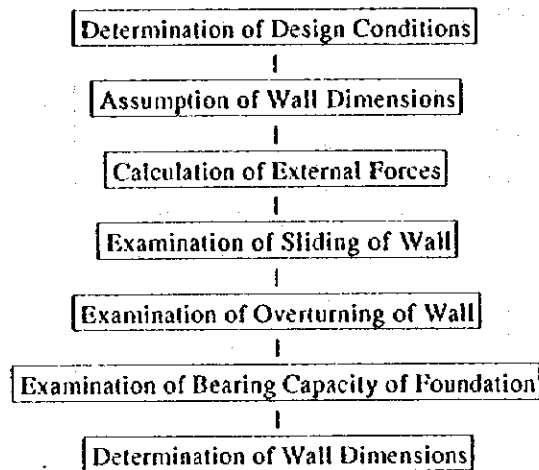 Determination of Design Conditions
Assumption of Wall Dimensions
Calculation of External Forces
Examination of Sliding of Wall
Examination of Overturning of Wall
Examination of Bearing Capacity of Foundation
Determination of Wall Dimensions